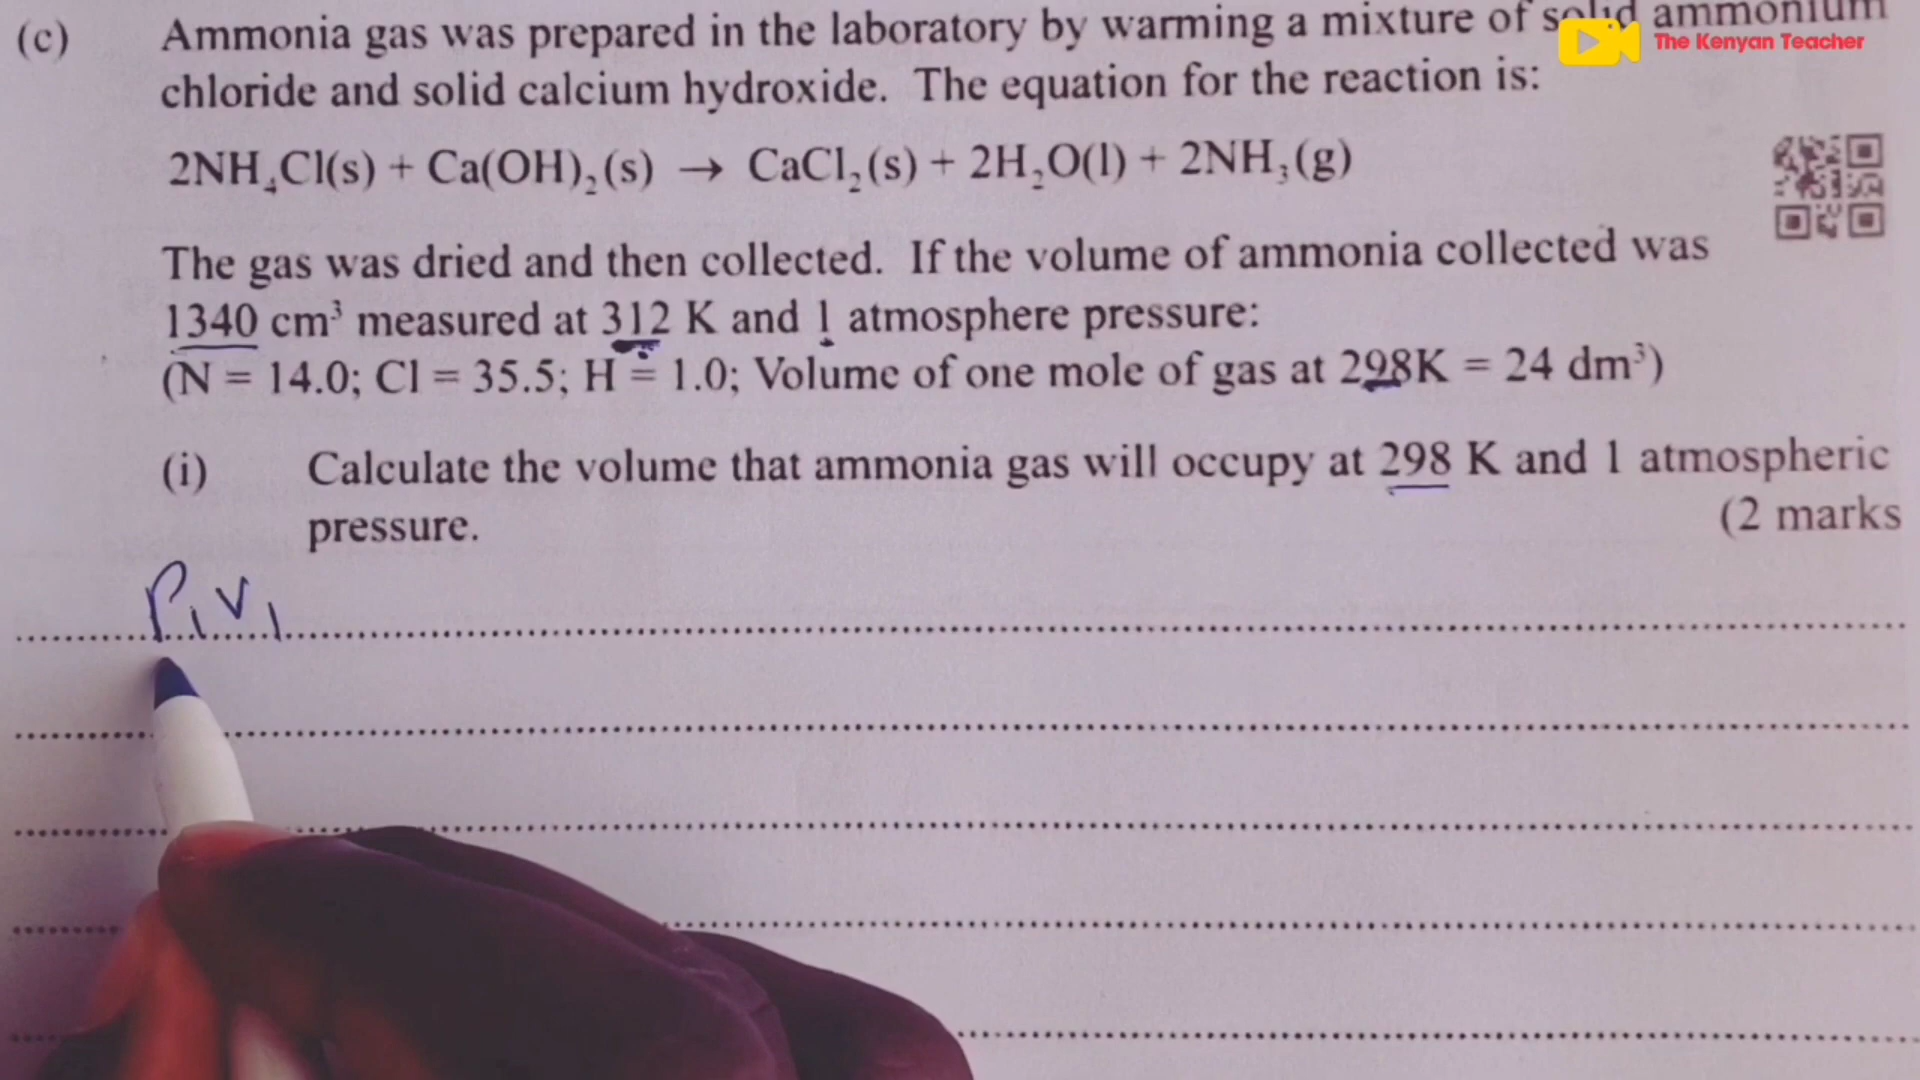 (c) Ammonia gas was prepared in the laboratory by warming a mixture of solid ammonium
The Kenyan Teacher
chloride and solid calcium hydroxide. The equation for the reaction is:
2NH₄Cl(s) + Ca(OH)₂(s) → CaCl₂(s) + 2H₂O(l) + 2NH₃(g)
The gas was dried and then collected. If the volume of ammonia collected was
1340 cm³ measured at 312 K and 1 atmosphere pressure:
(N = 14.0; Cl = 35.5; H = 1.0; Volume of one mole of gas at 298K = 24 dm³)
(i) Calculate the volume that ammonia gas will occupy at 298 K and 1 atmospheric
pressure. (2 marks
P₁V₁